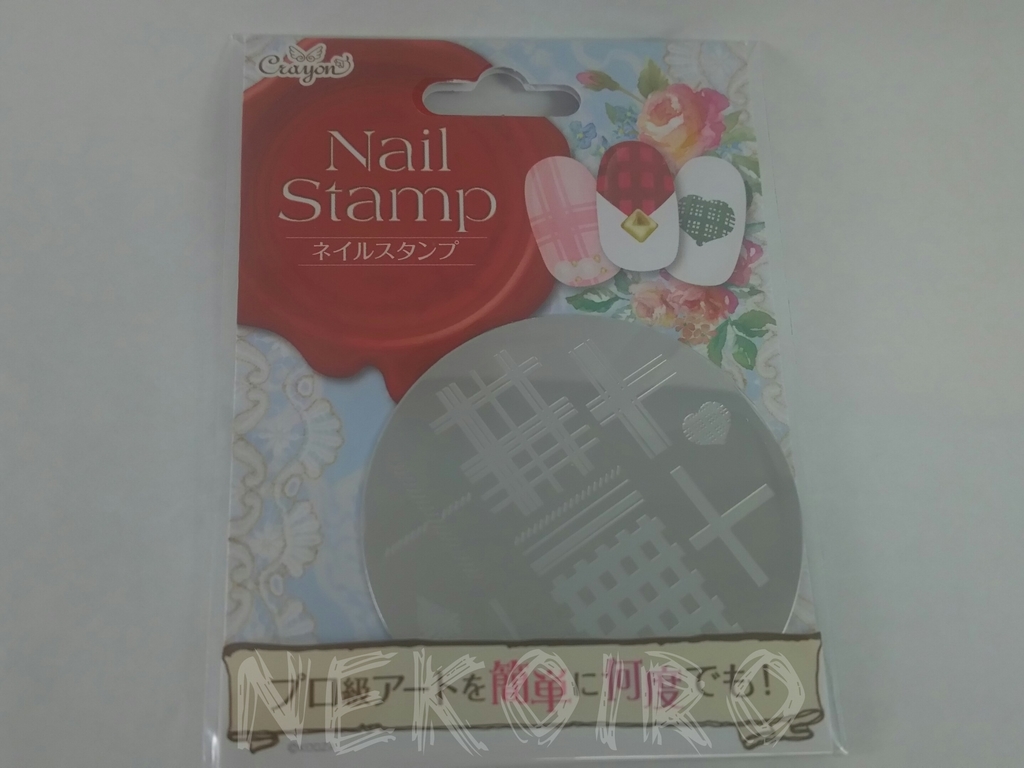 Crayon
Nail
Stamp
ネイルスタンプ
プロ級アートを簡単に何度でも!
NEKOIRO